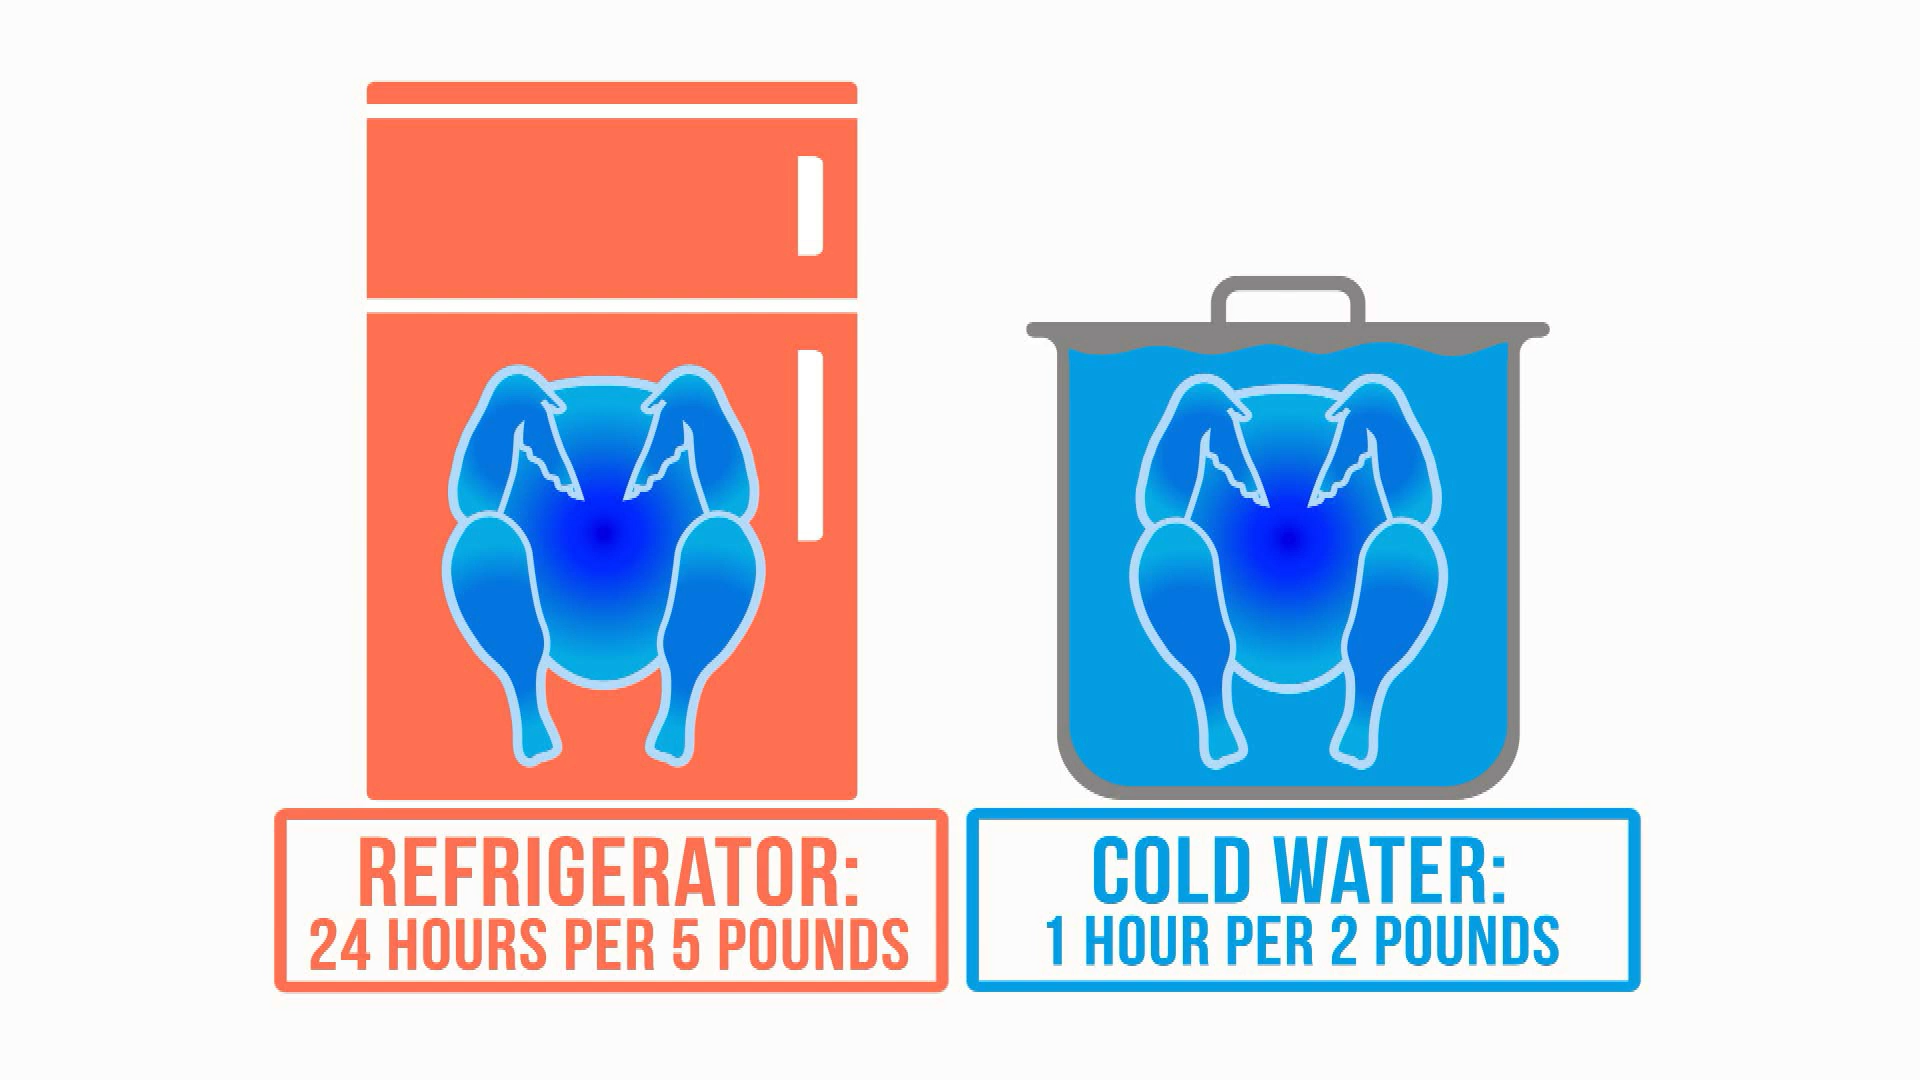 REFRIGERATOR:
24 HOURS PER 5 POUNDS
COLD WATER:
1 HOUR PER 2 POUNDS